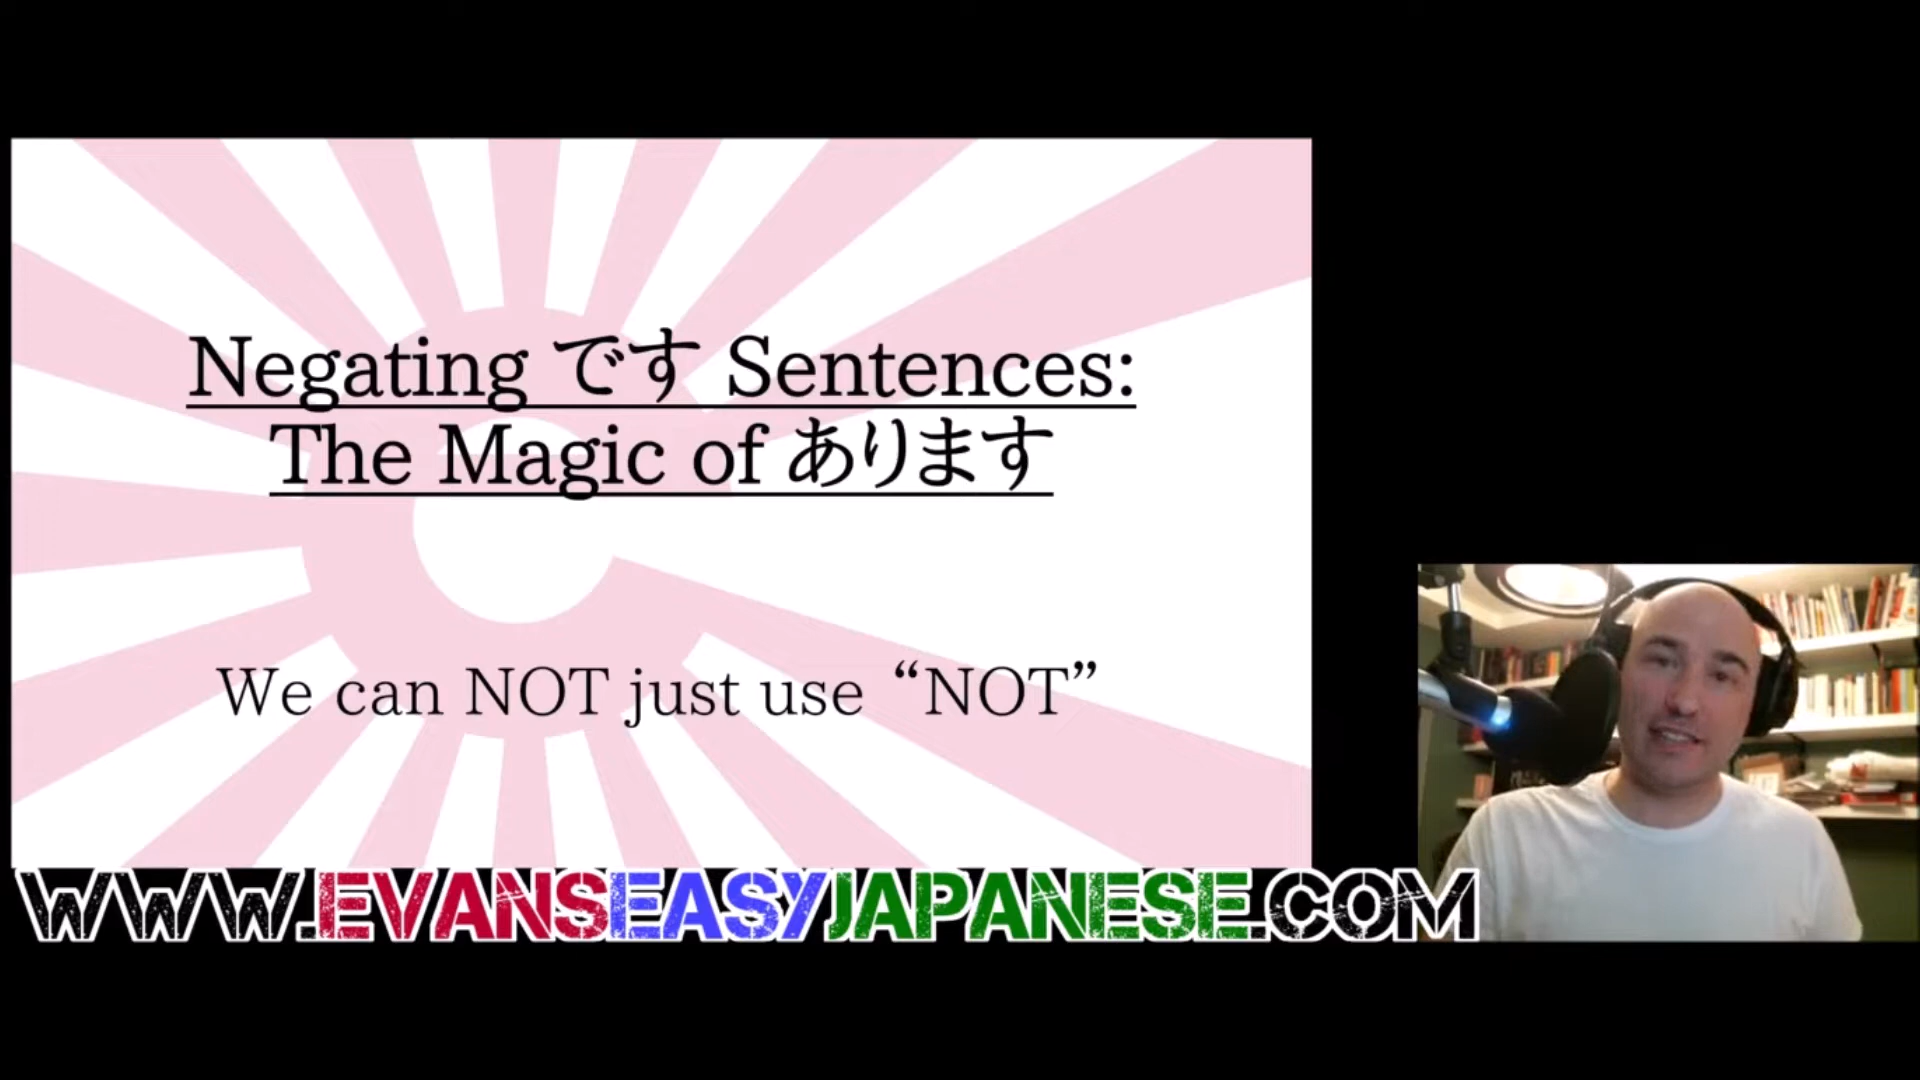 Negating です Sentences:
The Magic of あります
We can NOT just use “NOT”
WWW.EVANSEASYJAPANESE.COM